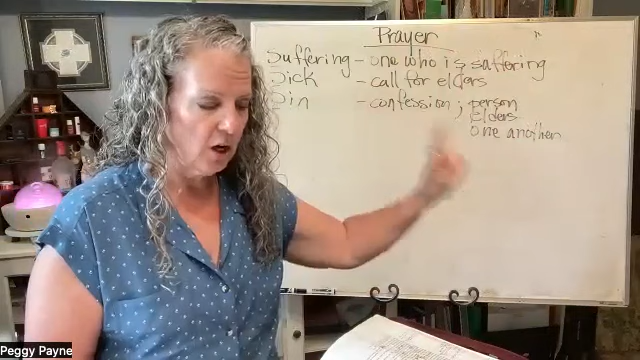 Prayer
Suffering - one who is suffering
Sick - call for elders
Sin - confession ; person
elders
one another
Peggy Payne